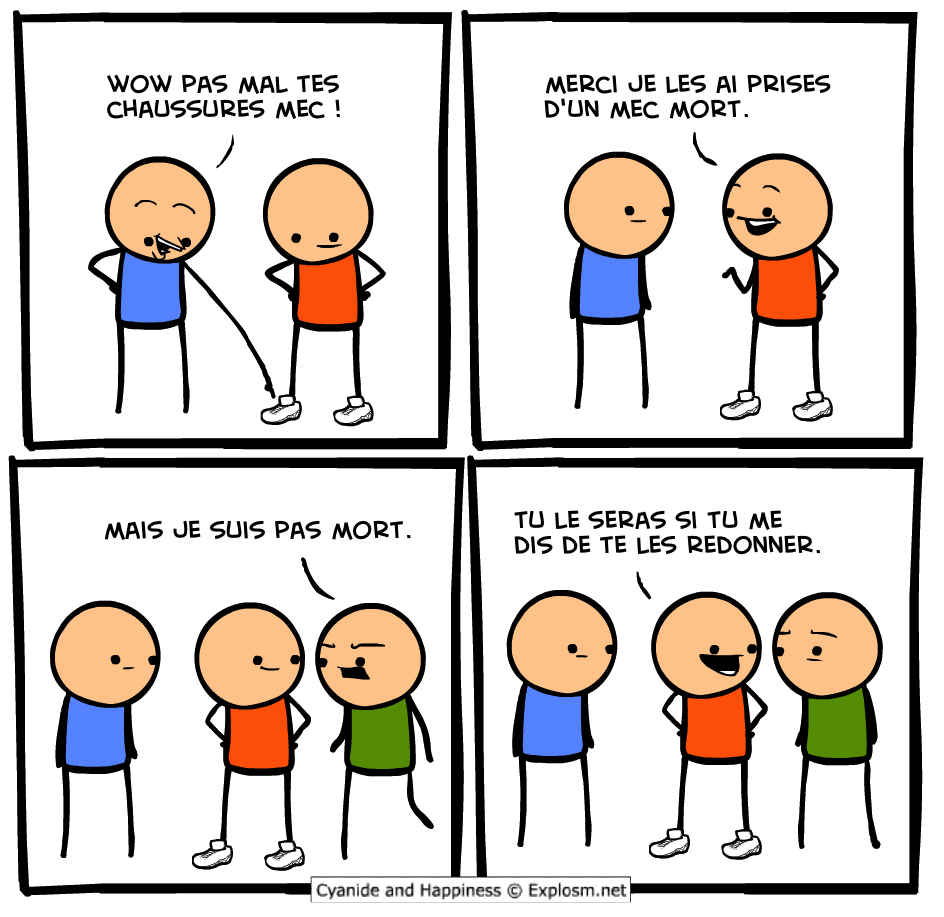 WOW PAS MAL TES
CHAUSSURES MEC !
MERCI JE LES AI PRISES
D'UN MEC MORT.
MAIS JE SUIS PAS MORT.
TU LE SERAS SI TU ME
DIS DE TE LES REDONNER.
Cyanide and Happiness © Explosm.net